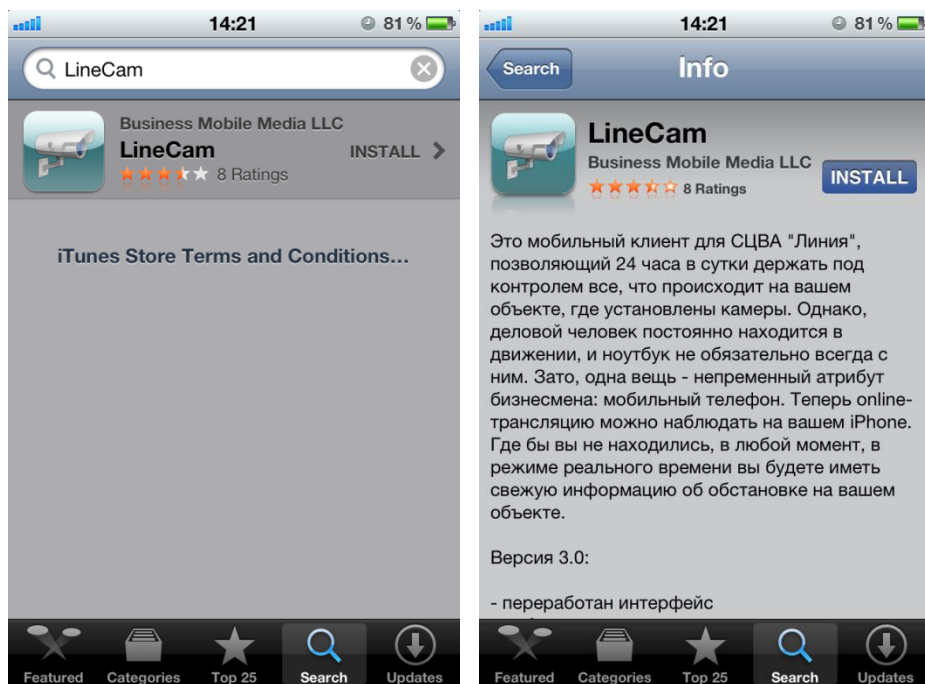 14:21
81 %
LineCam
Business Mobile Media LLC
LineCam
INSTALL
8 Ratings
iTunes Store Terms and Conditions...
Featured
Categories
Top 25
Search
Updates
14:21
81 %
Search
Info
LineCam
Business Mobile Media LLC
INSTALL
8 Ratings
Это мобильный клиент для СЦВА "Линия",
позволяющий 24 часа в сутки держать под
контролем все, что происходит на вашем
объекте, где установлены камеры. Однако,
деловой человек постоянно находится в
движении, и ноутбук не обязательно всегда с
ним. Зато, одна вещь - непременный атрибут
бизнесмена: мобильный телефон. Теперь online-
трансляцию можно наблюдать на вашем iPhone.
Где бы вы не находились, в любой момент, в
режиме реального времени вы будете иметь
свежую информацию об обстановке на вашем
объекте.
Версия 3.0:
- переработан интерфейс
Featured
Categories
Top 25
Search
Updates